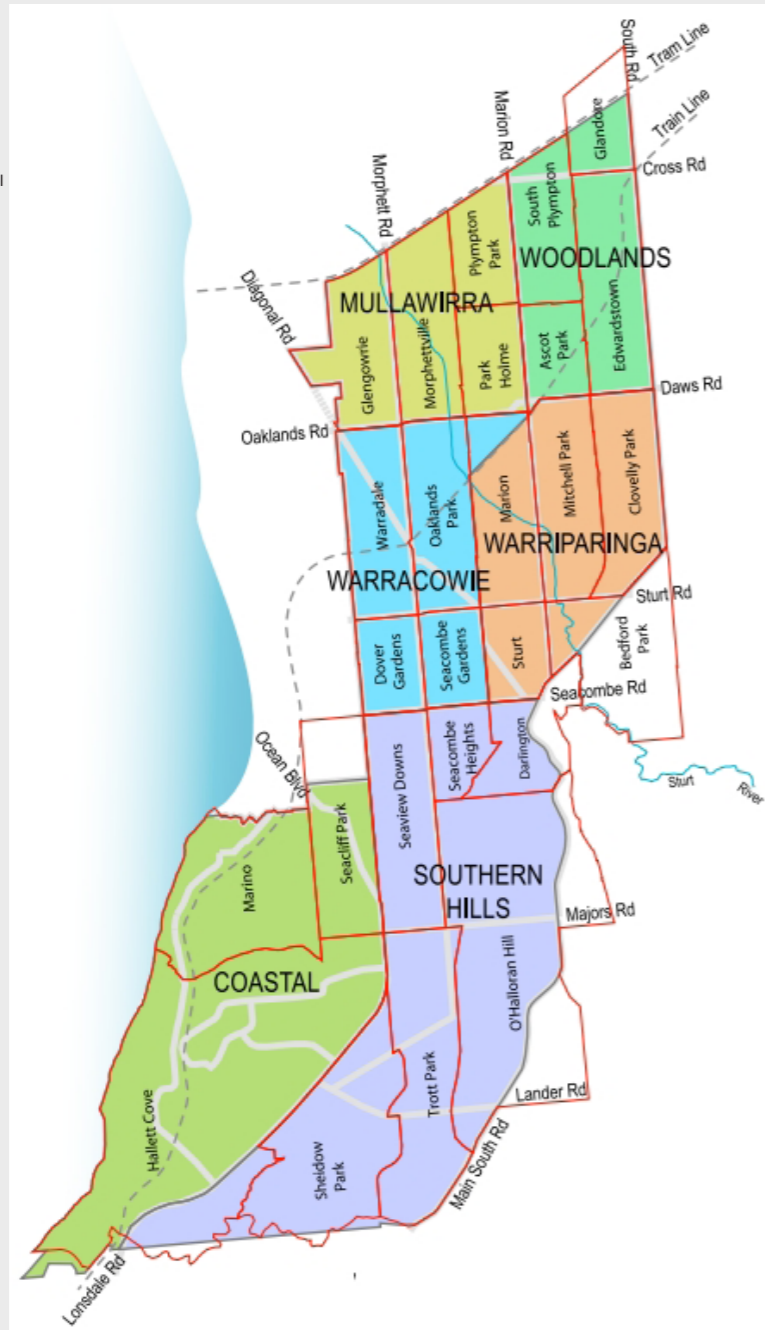 South Rd
Tram Line
Train Line
Marion Rd
Glandore
Cross Rd
Morphett Rd
South
Plympton
Plympton
Park
WOODLANDS
Diagonal Rd
MULLAWIRRA
Edwardstown
Ascot
Park
Glengowrie
Morphettville
Park
Holme
Daws Rd
Oaklands Rd
Warradale
Oaklands
Park
Marion
Mitchell Park
Clovelly Park
WARRIPARINGA
WARRACOWIE
Sturt Rd
Dover
Gardens
Seacombe
Gardens
Sturt
Bedford
Park
Seacombe Rd
Ocean Blvd
Seaview Downs
Seacombe
Heights
Darlington
Sturt
River
Marino
Seacliff Park
SOUTHERN
HILLS
Majors Rd
COASTAL
O'Halloran Hill
Hallett Cove
Trott Park
Lander Rd
Sheidow
Park
Main South Rd
Lonsdale Rd